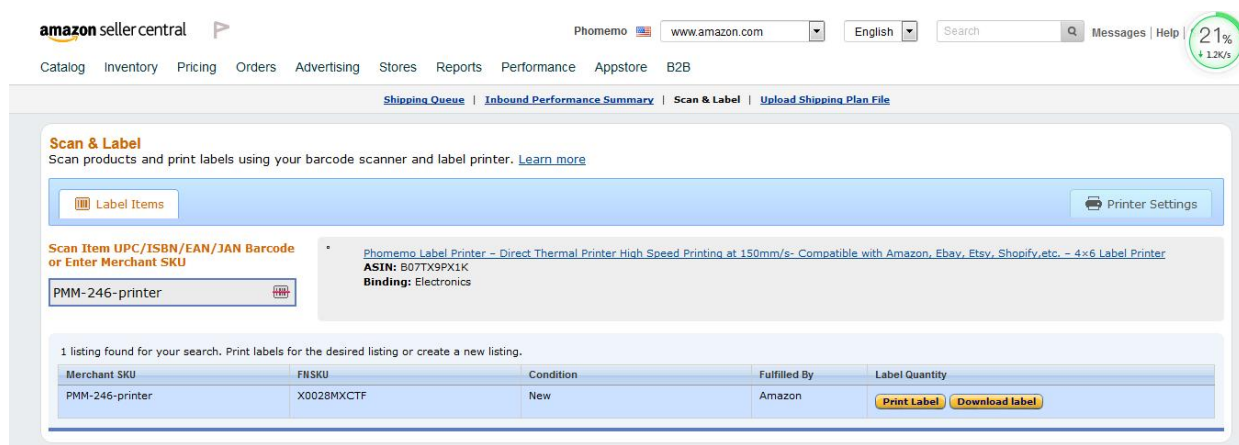 amazon seller central Phomemo www.amazon.com English Search Messages | Help |
21%
↓ 1.2K/s
Catalog Inventory Pricing Orders Advertising Stores Reports Performance Appstore B2B
Shipping Queue | Inbound Performance Summary | Scan & Label | Upload Shipping Plan File
Scan & Label
Scan products and print labels using your barcode scanner and label printer. Learn more
Label Items Printer Settings
Scan Item UPC/ISBN/EAN/JAN Barcode
or Enter Merchant SKU
PMM-246-printer
Phomemo Label Printer – Direct Thermal Printer High Speed Printing at 150mm/s- Compatible with Amazon, Ebay, Etsy, Shopify,etc. – 4×6 Label Printer
ASIN: B07TX9PX1K
Binding: Electronics
1 listing found for your search. Print labels for the desired listing or create a new listing.
Merchant SKU FNSKU Condition Fulfilled By Label Quantity
PMM-246-printer X0028MXCTF New Amazon Print Label Download label